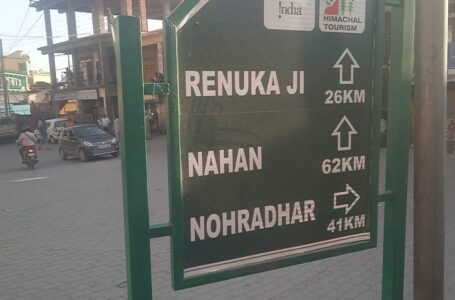 India
HIMACHAL
TOURISM
RENUKA JI
26KM
NAHAN
62KM
NOHRADHAR
41KM